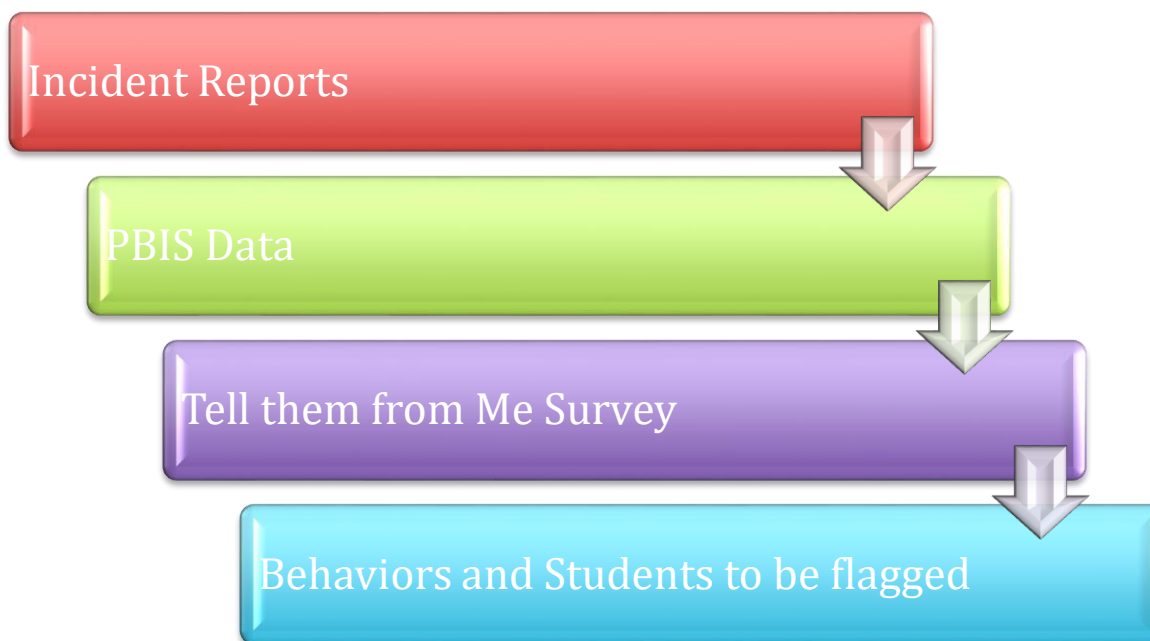 Incident Reports
PBIS Data
Tell them from Me Survey
Behaviors and Students to be flagged